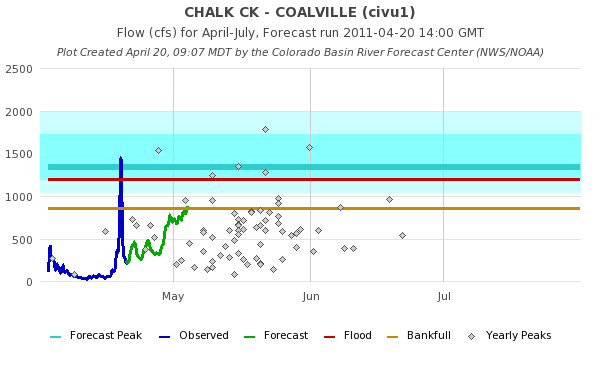 CHALK CK - COALVILLE (civu1)
Flow (cfs) for April-July, Forecast run 2011-04-20 14:00 GMT
Plot Created April 20, 09:07 MDT by the Colorado Basin River Forecast Center (NWS/NOAA)
2500
2000
1500
1000
500
0
May Jun Jul
Forecast Peak Observed Forecast Flood Bankfull Yearly Peaks